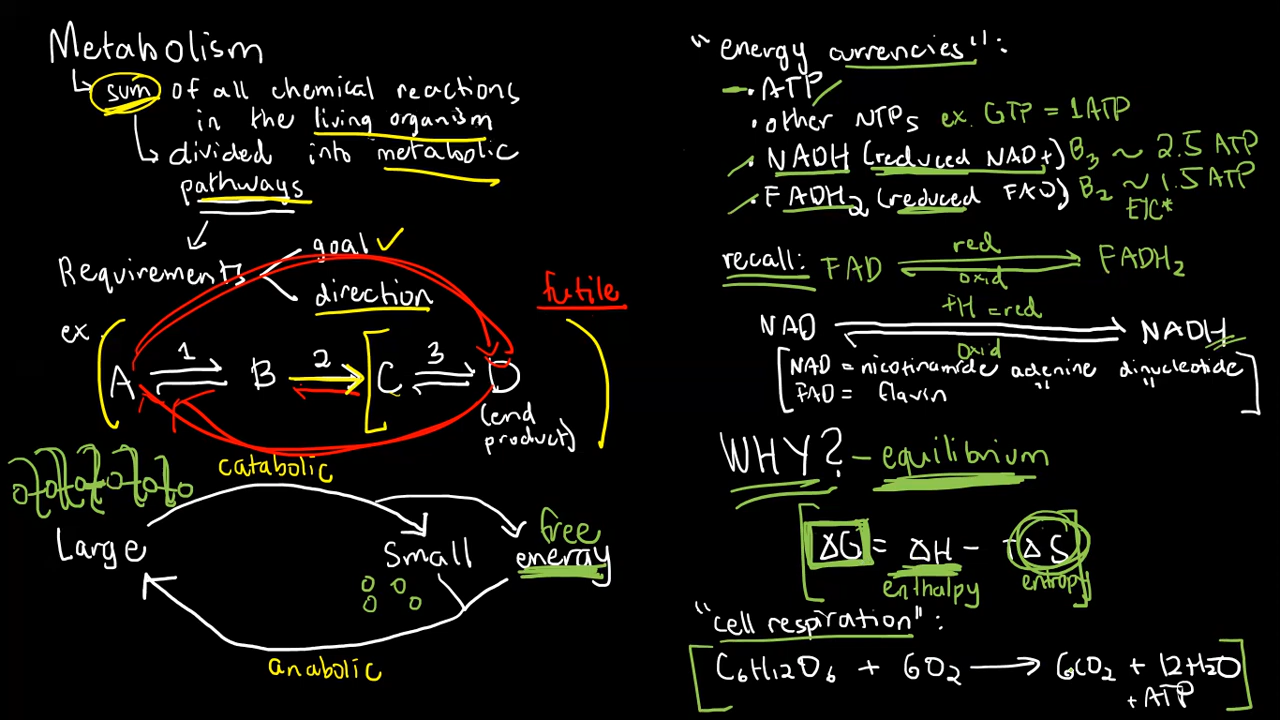 Metabolism
sum of all chemical reactions
in the living organism
divided into metabolic
pathways
Requirements
goal
direction
futile
ex.
A 1 B 2 C 3 D
(end
product)
catabolic
Large
Small
free
energy
anabolic
"energy currencies":
• ATP
• other NTPs ex. GTP = 1ATP
• NADH (reduced NAD+) B3 ~ 2.5 ATP
• FADH2 (reduced FAD) B2 ~ 1.5 ATP
ETC*
recall: FAD red FADH2
oxid
+H = red
NAD NADH
oxid
NAD = nicotinamide adenine dinucleotide
FAD = flavin " "
WHY? – equilibrium
ΔG = ΔH – TΔS
enthalpy entropy
"cell respiration":
C6H12O6 + 6O2 → 6CO2 + 12H2O
+ ATP